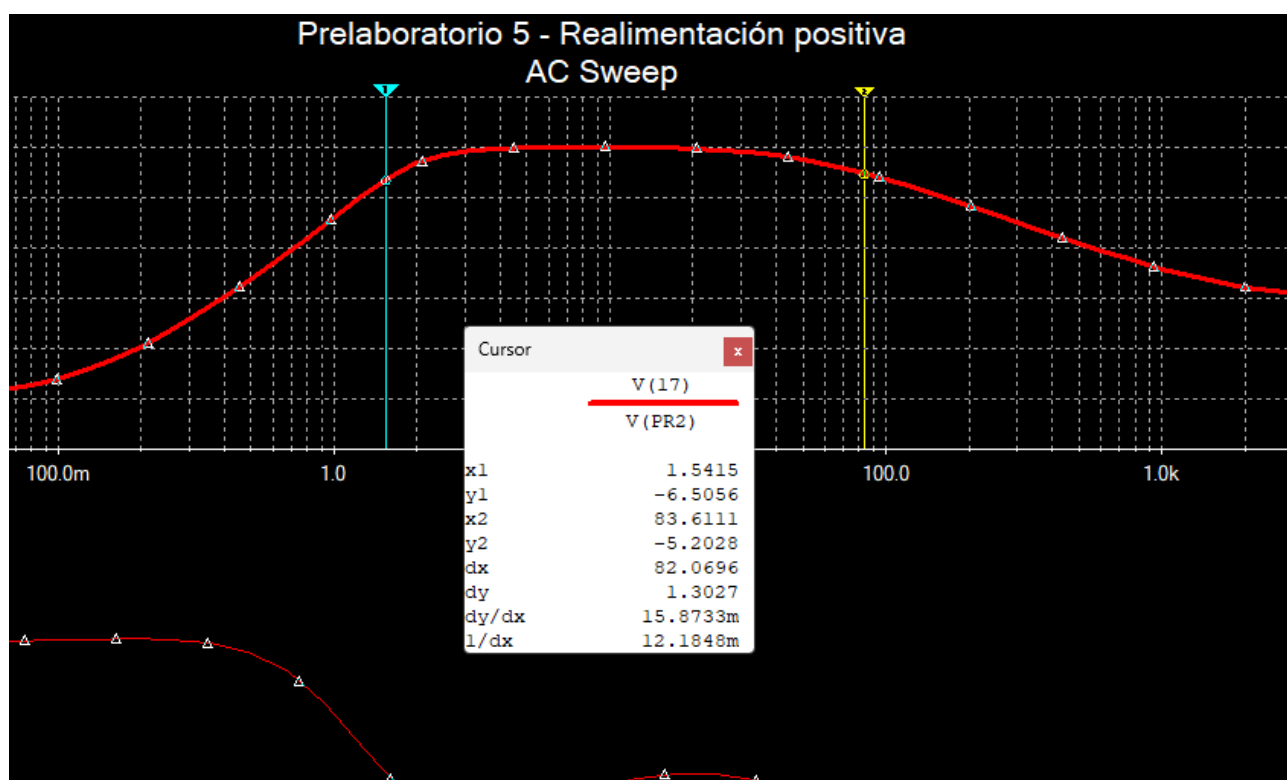 Prelaboratorio 5 - Realimentación positiva
AC Sweep
1
2
Cursor x
V(17)
V(PR2)
100.0m 1.0 100.0 1.0k
x1 1.5415
y1 -6.5056
x2 83.6111
y2 -5.2028
dx 82.0696
dy 1.3027
dy/dx 15.8733m
1/dx 12.1848m